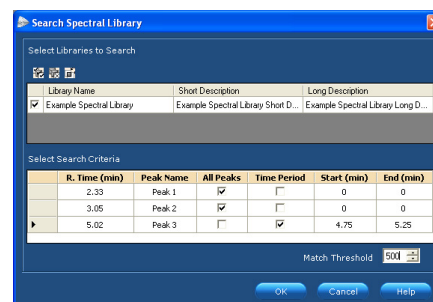 Search Spectral Library
Select Libraries to Search
Library Name Short Description Long Description
Example Spectral Library Example Spectral Library Short D... Example Spectral Library Long D...
Select Search Criteria
R. Time (min) Peak Name All Peaks Time Period Start (min) End (min)
2.33 Peak 1 0 0
3.05 Peak 2 0 0
5.02 Peak 3 4.75 5.25
Match Threshold 500
OK Cancel Help